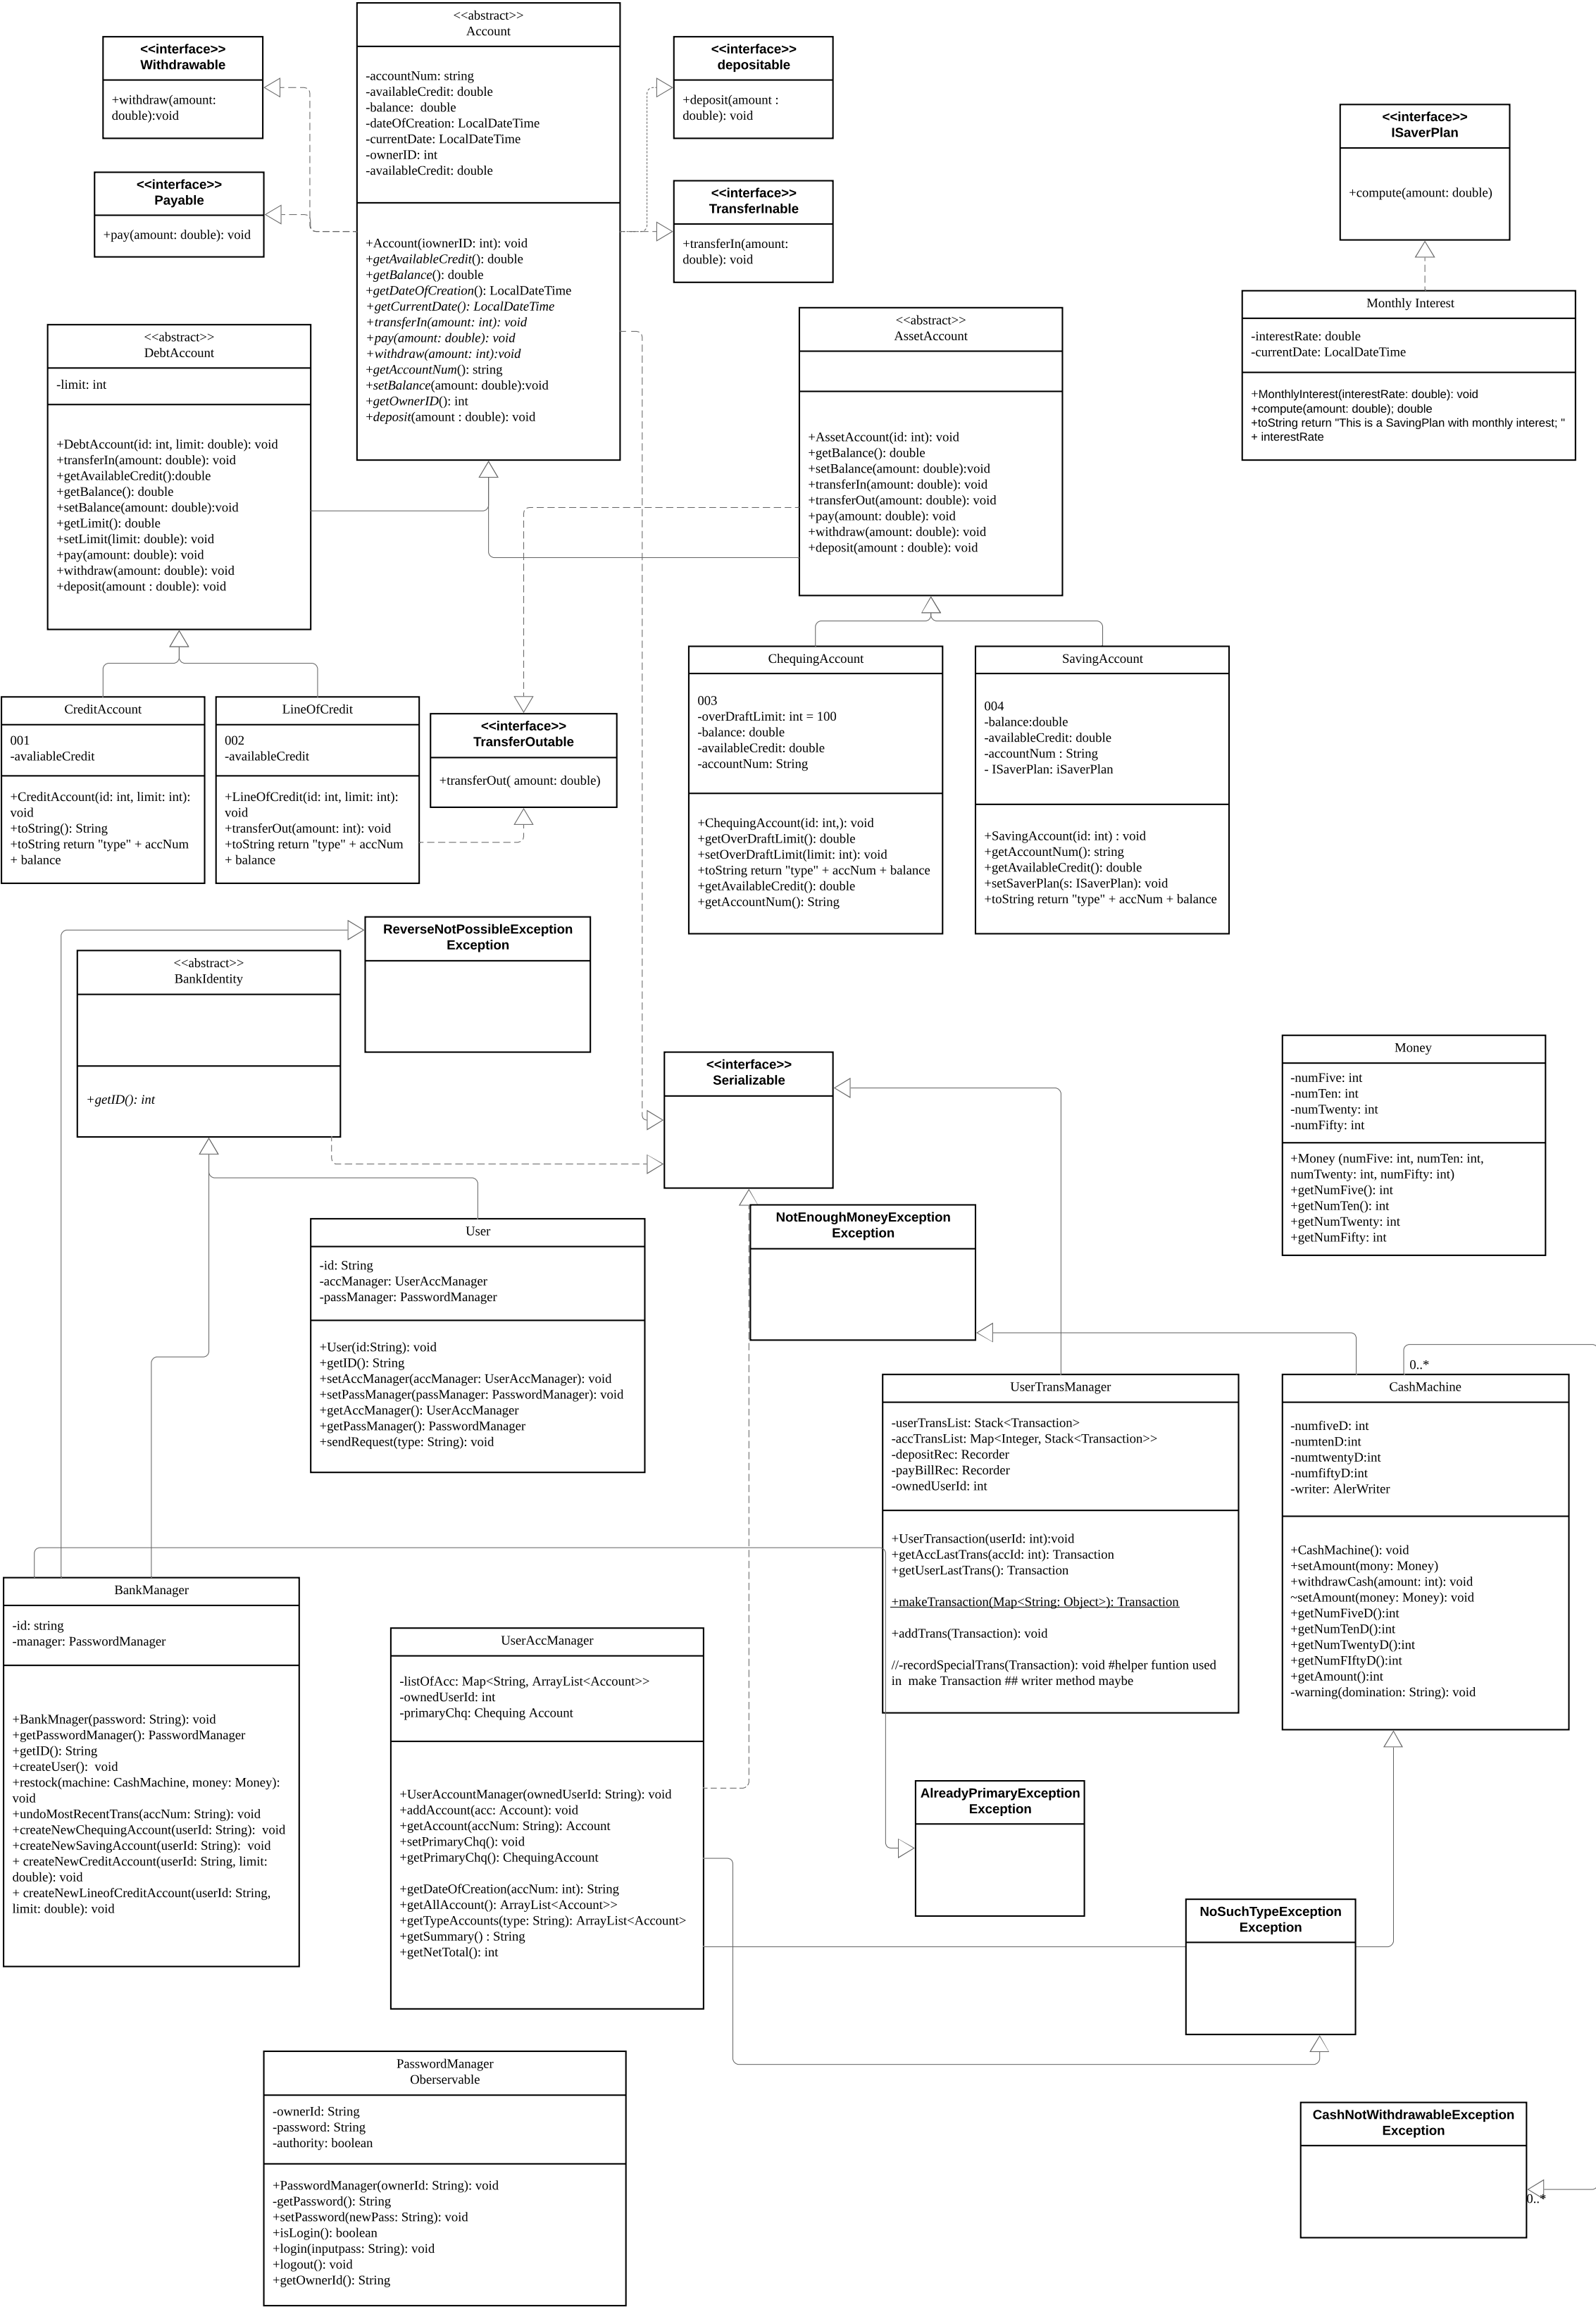 <<abstract>>
Account
-accountNum: string
-availableCredit: double
-balance:  double
-dateOfCreation: LocalDateTime
-currentDate: LocalDateTime
-ownerID: int
-availableCredit: double
+Account(iownerID: int): void
+getAvailableCredit(): double
+getBalance(): double
+getDateOfCreation(): LocalDateTime
+getCurrentDate(): LocalDateTime
+transferIn(amount: int): void
+pay(amount: double): void
+withdraw(amount: int):void
+getAccountNum(): string
+setBalance(amount: double):void
+getOwnerID(): int
+deposit(amount : double): void
<<interface>>
Withdrawable
+withdraw(amount:
double):void
<<interface>>
Payable
+pay(amount: double): void
<<interface>>
depositable
+deposit(amount :
double): void
<<interface>>
TransferInable
+transferIn(amount:
double): void
<<interface>>
ISaverPlan
+compute(amount: double)
Monthly Interest
-interestRate: double
-currentDate: LocalDateTime
+MonthlyInterest(interestRate: double): void
+compute(amount: double); double
+toString return "This is a SavingPlan with monthly interest; "
+ interestRate
<<abstract>>
DebtAccount
-limit: int
+DebtAccount(id: int, limit: double): void
+transferIn(amount: double): void
+getAvailableCredit():double
+getBalance(): double
+setBalance(amount: double):void
+getLimit(): double
+setLimit(limit: double): void
+pay(amount: double): void
+withdraw(amount: double): void
+deposit(amount : double): void
<<abstract>>
AssetAccount
+AssetAccount(id: int): void
+getBalance(): double
+setBalance(amount: double):void
+transferIn(amount: double): void
+transferOut(amount: double): void
+pay(amount: double): void
+withdraw(amount: double): void
+deposit(amount : double): void
CreditAccount
001
-avaliableCredit
+CreditAccount(id: int, limit: int):
void
+toString(): String
+toString return "type" + accNum
+ balance
LineOfCredit
002
-availableCredit
+LineOfCredit(id: int, limit: int):
void
+transferOut(amount: int): void
+toString return "type" + accNum
+ balance
<<interface>>
TransferOutable
+transferOut( amount: double)
ChequingAccount
003
-overDraftLimit: int = 100
-balance: double
-availableCredit: double
-accountNum: String
+ChequingAccount(id: int,): void
+getOverDraftLimit(): double
+setOverDraftLimit(limit: int): void
+toString return "type" + accNum + balance
+getAvailableCredit(): double
+getAccountNum(): String
SavingAccount
004
-balance:double
-availableCredit: double
-accountNum : String
- ISaverPlan: iSaverPlan
+SavingAccount(id: int) : void
+getAccountNum(): string
+getAvailableCredit(): double
+setSaverPlan(s: ISaverPlan): void
+toString return "type" + accNum + balance
ReverseNotPossibleException
Exception
<<abstract>>
BankIdentity
+getID(): int
<<interface>>
Serializable
Money
-numFive: int
-numTen: int
-numTwenty: int
-numFifty: int
+Money (numFive: int, numTen: int,
numTwenty: int, numFifty: int)
+getNumFive(): int
+getNumTen(): int
+getNumTwenty: int
+getNumFifty: int
NotEnoughMoneyException
Exception
User
-id: String
-accManager: UserAccManager
-passManager: PasswordManager
+User(id:String): void
+getID(): String
+setAccManager(accManager: UserAccManager): void
+setPassManager(passManager: PasswordManager): void
+getAccManager(): UserAccManager
+getPassManager(): PasswordManager
+sendRequest(type: String): void
UserTransManager
-userTransList: Stack<Transaction>
-accTransList: Map<Integer, Stack<Transaction>>
-depositRec: Recorder
-payBillRec: Recorder
-ownedUserId: int
+UserTransaction(userId: int):void
+getAccLastTrans(accId: int): Transaction
+getUserLastTrans(): Transaction
+makeTransaction(Map<String: Object>): Transaction
+addTrans(Transaction): void
//-recordSpecialTrans(Transaction): void #helper funtion used
in  make Transaction ## writer method maybe
0..*
CashMachine
-numfiveD: int
-numtenD:int
-numtwentyD:int
-numfiftyD:int
-writer: AlerWriter
+CashMachine(): void
+setAmount(mony: Money)
+withdrawCash(amount: int): void
~setAmount(money: Money): void
+getNumFiveD():int
+getNumTenD():int
+getNumTwentyD():int
+getNumFIftyD():int
+getAmount():int
-warning(domination: String): void
BankManager
-id: string
-manager: PasswordManager
+BankMnager(password: String): void
+getPasswordManager(): PasswordManager
+getID(): String
+createUser():  void
+restock(machine: CashMachine, money: Money):
void
+undoMostRecentTrans(accNum: String): void
+createNewChequingAccount(userId: String):  void
+createNewSavingAccount(userId: String):  void
+ createNewCreditAccount(userId: String, limit:
double): void
+ createNewLineofCreditAccount(userId: String,
limit: double): void
UserAccManager
-listOfAcc: Map<String, ArrayList<Account>>
-ownedUserId: int
-primaryChq: Chequing Account
+UserAccountManager(ownedUserId: String): void
+addAccount(acc: Account): void
+getAccount(accNum: String): Account
+setPrimaryChq(): void
+getPrimaryChq(): ChequingAccount
+getDateOfCreation(accNum: int): String
+getAllAccount(): ArrayList<Account>>
+getTypeAccounts(type: String): ArrayList<Account>
+getSummary() : String
+getNetTotal(): int
AlreadyPrimaryException
Exception
NoSuchTypeException
Exception
PasswordManager
Oberservable
-ownerId: String
-password: String
-authority: boolean
+PasswordManager(ownerId: String): void
-getPassword(): String
+setPassword(newPass: String): void
+isLogin(): boolean
+login(inputpass: String): void
+logout(): void
+getOwnerId(): String
CashNotWithdrawableException
Exception
0..*